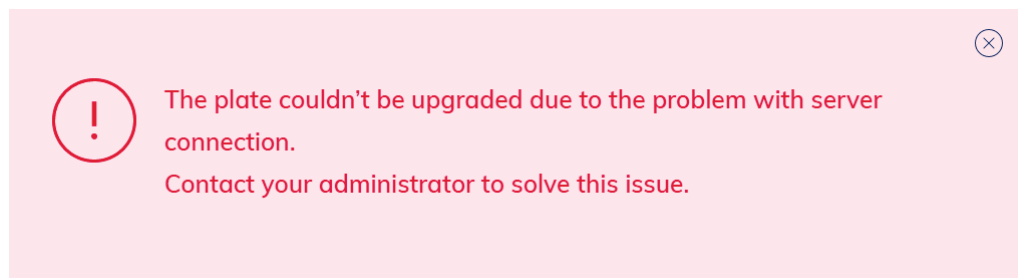 The plate couldn’t be upgraded due to the problem with server
connection.
Contact your administrator to solve this issue.